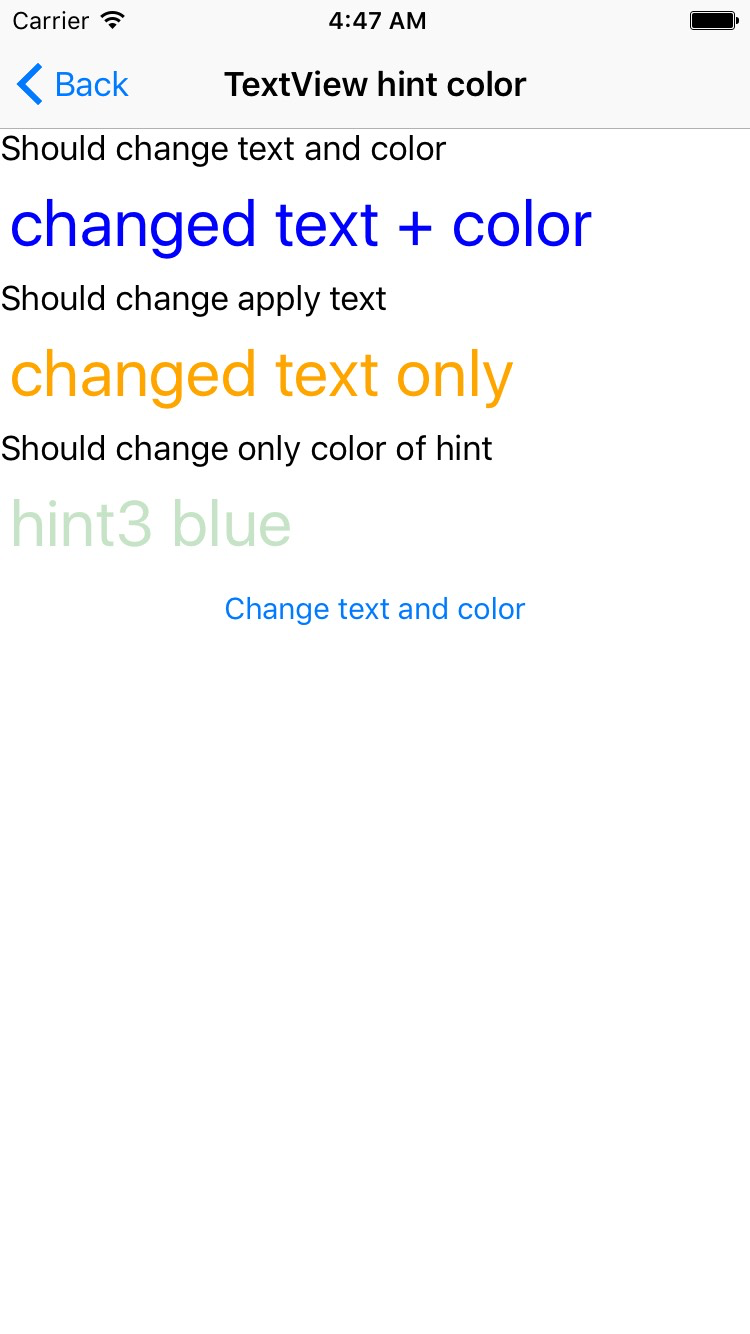 Carrier 4:47 AM
Back TextView hint color
Should change text and color
changed text + color
Should change apply text
changed text only
Should change only color of hint
hint3 blue
Change text and color